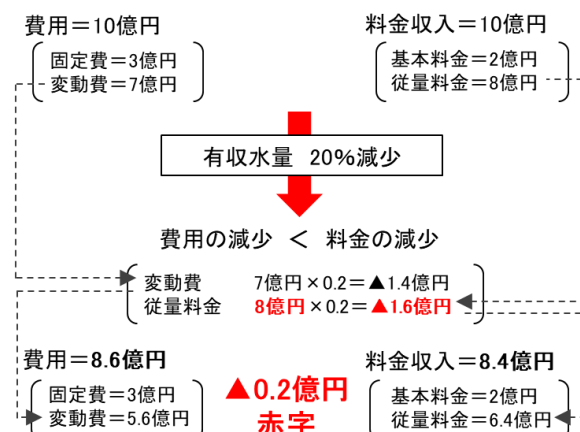 費用＝10億円
固定費＝3億円
変動費＝7億円
料金収入＝10億円
基本料金＝2億円
従量料金＝8億円
有収水量 20％減少
費用の減少 ＜ 料金の減少
変動費 7億円×0.2＝▲1.4億円
従量料金 8億円×0.2＝▲1.6億円
費用＝8.6億円
固定費＝3億円
変動費＝5.6億円
▲0.2億円
赤字
料金収入＝8.4億円
基本料金＝2億円
従量料金＝6.4億円